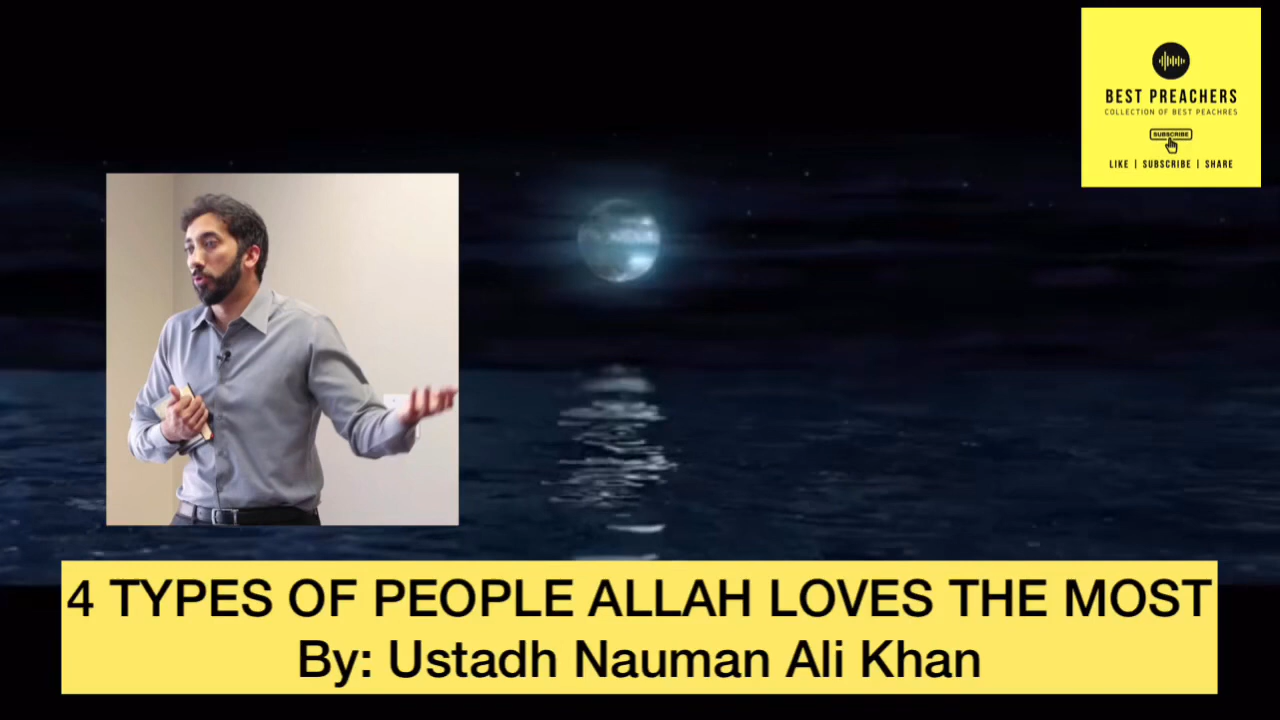 BEST PREACHERS
COLLECTION OF BEST PEACHRES
SUBSCRIBE
LIKE | SUBSCRIBE | SHARE
4 TYPES OF PEOPLE ALLAH LOVES THE MOST
By: Ustadh Nauman Ali Khan